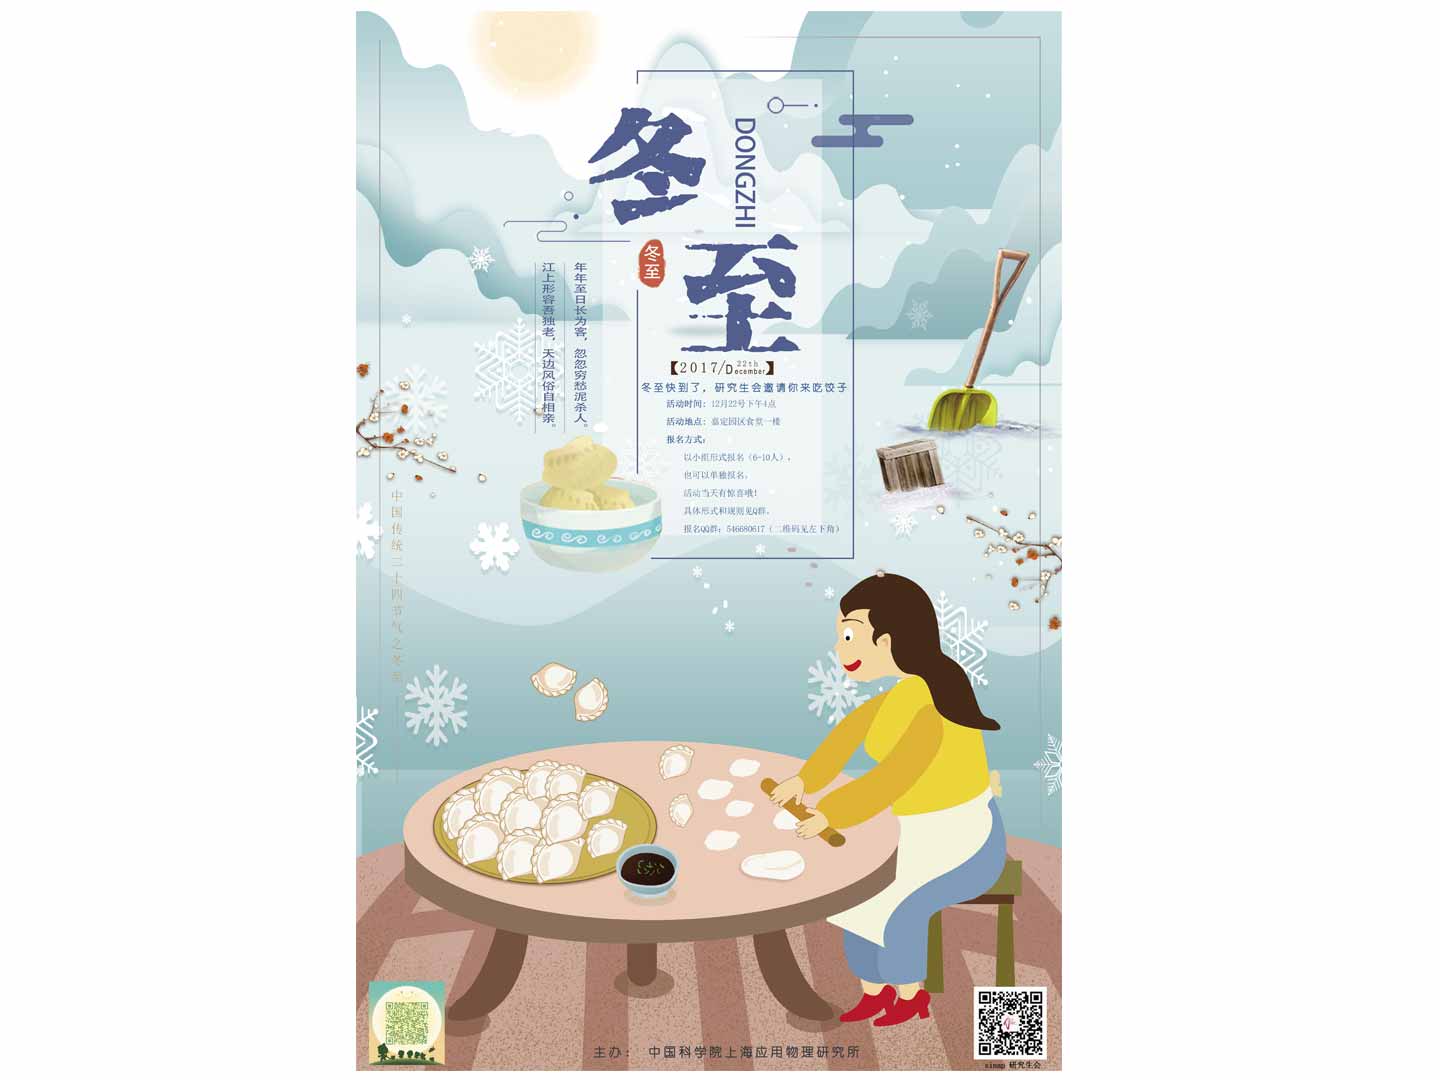 冬至
DONGZHI
冬至
年年至日长为客，忽忽穷愁泥杀人。
江上形容吾独老，天边风俗自相亲。
【2017/22th December】
冬至快到了，研究生会邀请你来吃饺子
活动时间：12月22号下午4点
活动地点：嘉定园区食堂一楼
报名方式：
以小组形式报名（6-10人），
也可以单独报名，
活动当天有惊喜哦！
具体形式和规则见Q群。
报名QQ群：546680617（二维码见左下角）
中国传统二十四节气之冬至
主办： 中国科学院上海应用物理研究所
sinap 研究生会